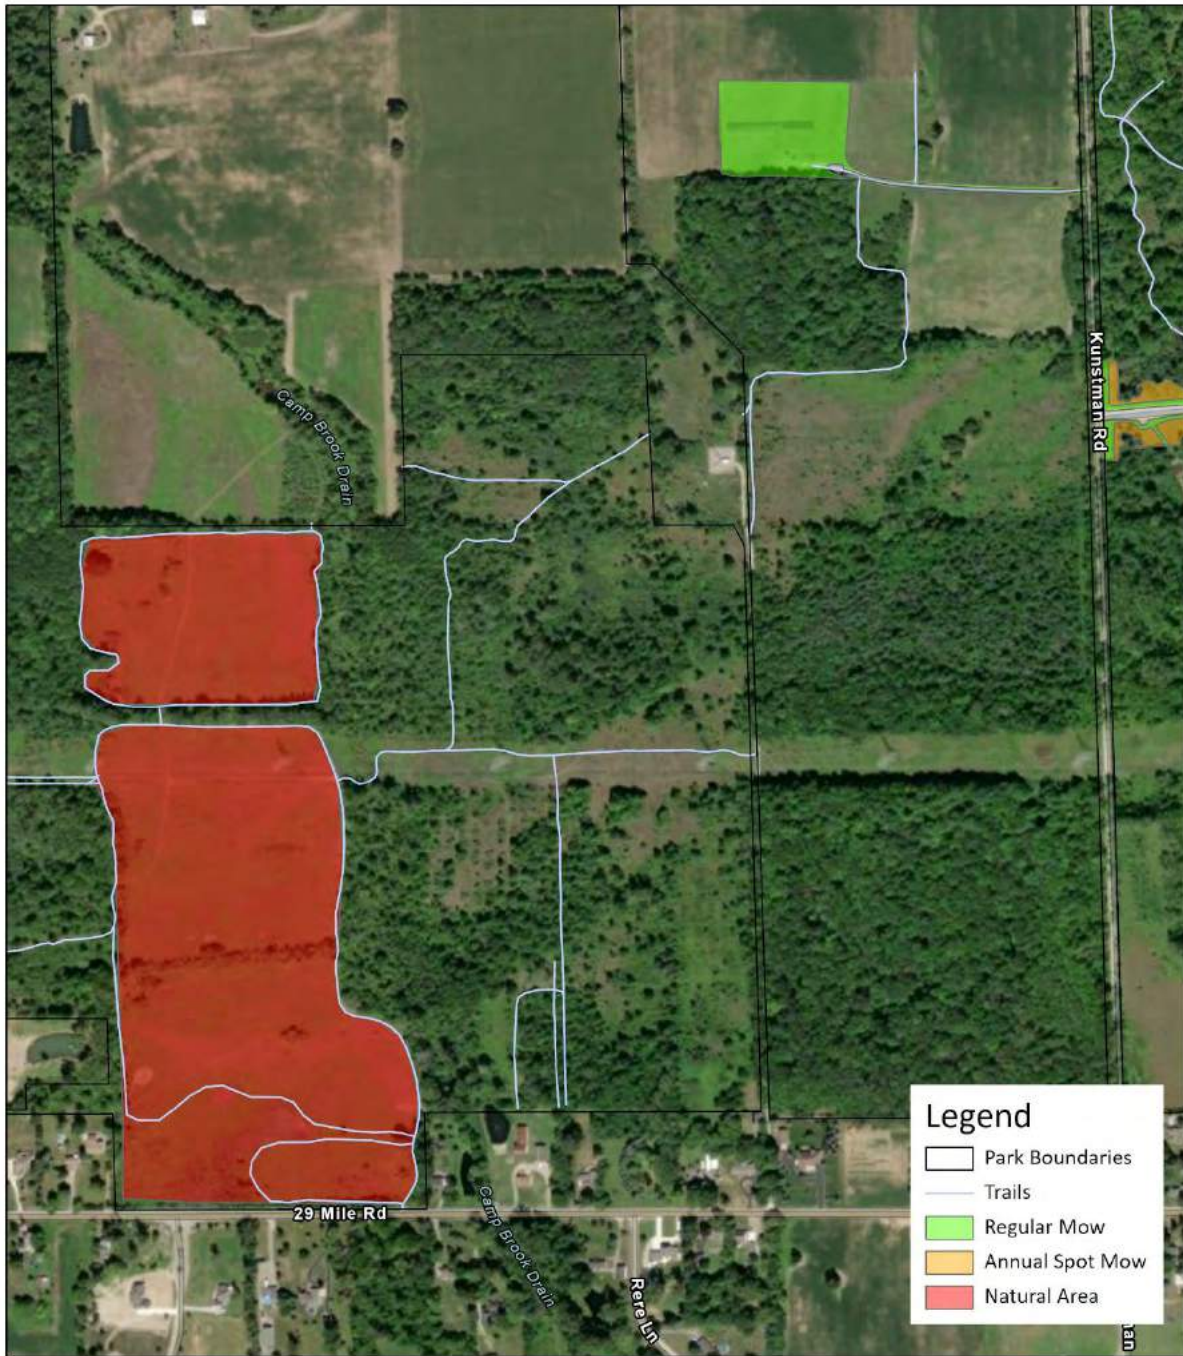 Kunstman Rd
Camp Brook Drain
Legend
Park Boundaries
Trails
Regular Mow
Annual Spot Mow
Natural Area
29 Mile Rd
Camp Brook Drain
Rere Ln
man